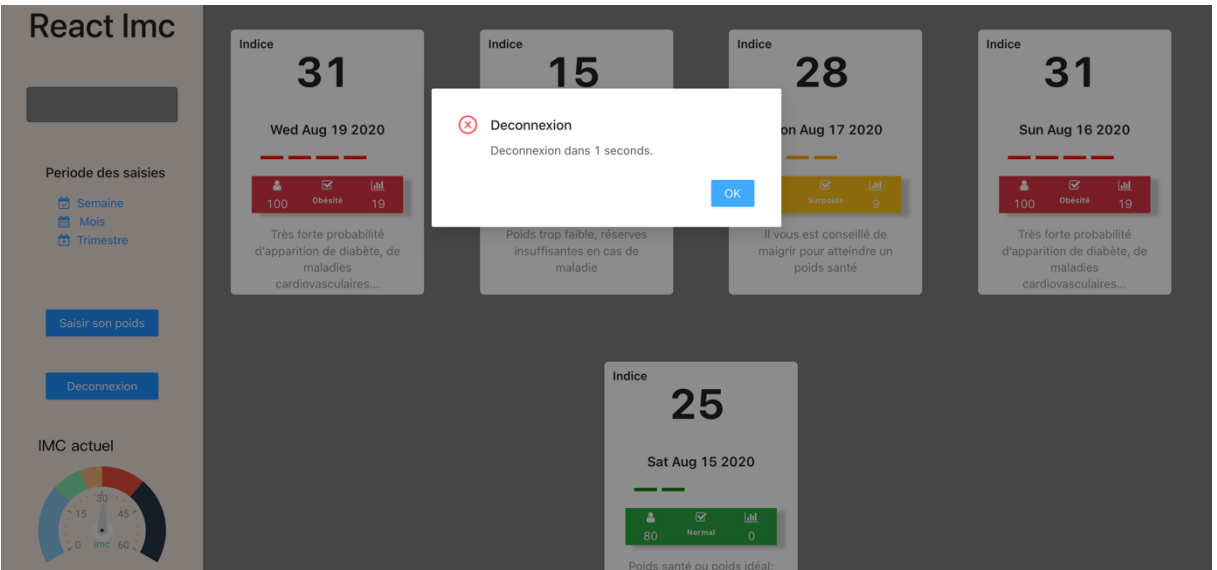 React Imc
Periode des saisies
Semaine
Mois
Trimestre
Saisir son poids
Deconnexion
IMC actuel
0
15
30
45
60
imc
Indice
31
Wed Aug 19 2020
100
Obésité
19
Très forte probabilité
d'apparition de diabète, de
maladies
cardiovasculaires...
Indice
15
Poids trop faible, réserves
insuffisantes en cas de
maladie
Indice
28
on Aug 17 2020
Surpoids
9
Il vous est conseillé de
maigrir pour atteindre un
poids santé
Indice
31
Sun Aug 16 2020
100
Obésité
19
Très forte probabilité
d'apparition de diabète, de
maladies
cardiovasculaires...
Deconnexion
Deconnexion dans 1 seconds.
OK
Indice
25
Sat Aug 15 2020
80
Normal
0
Poids santé ou poids idéal: